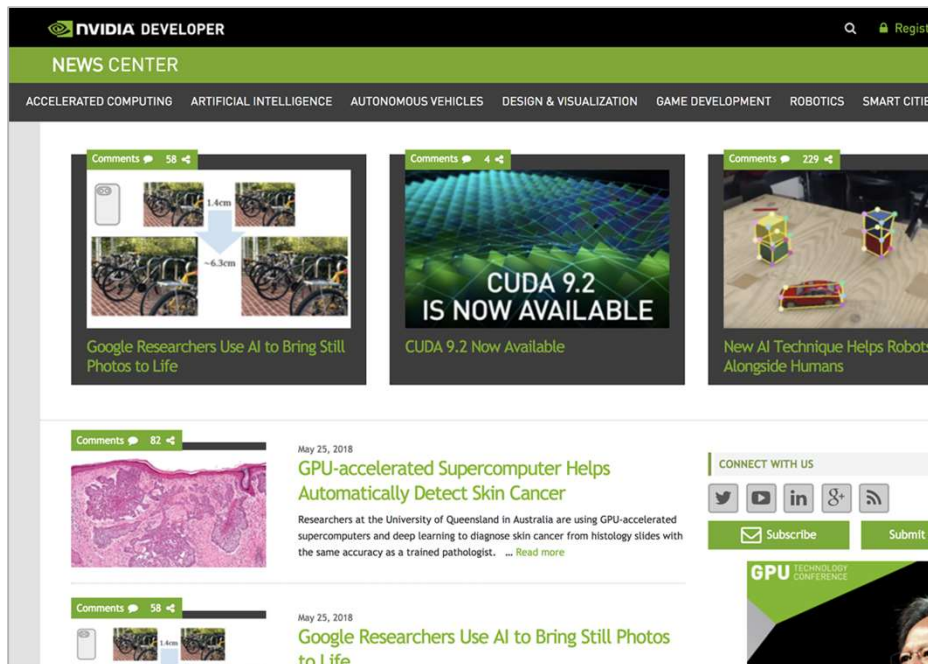 NVIDIA DEVELOPER
NEWS CENTER
ACCELERATED COMPUTING ARTIFICIAL INTELLIGENCE AUTONOMOUS VEHICLES DESIGN & VISUALIZATION GAME DEVELOPMENT ROBOTICS SMART
Comments 58
1.4cm
~6.3cm
Google Researchers Use AI to Bring Still
Photos to Life
Comments 4
CUDA 9.2
IS NOW AVAILABLE
CUDA 9.2 Now Available
Comments 229
New AI Technique Helps Robots
Alongside Humans
Comments 82
May 25, 2018
GPU-accelerated Supercomputer Helps
Automatically Detect Skin Cancer
Researchers at the University of Queensland in Australia are using GPU-accelerated
supercomputers and deep learning to diagnose skin cancer from histology slides with
the same accuracy as a trained pathologist. ... Read more
Comments 58
1.4cm
May 25, 2018
Google Researchers Use AI to Bring Still Photos
to Life
CONNECT WITH US
in
g+
Subscribe
Submit
GPU TECHNOLOGY
CONFERENCE